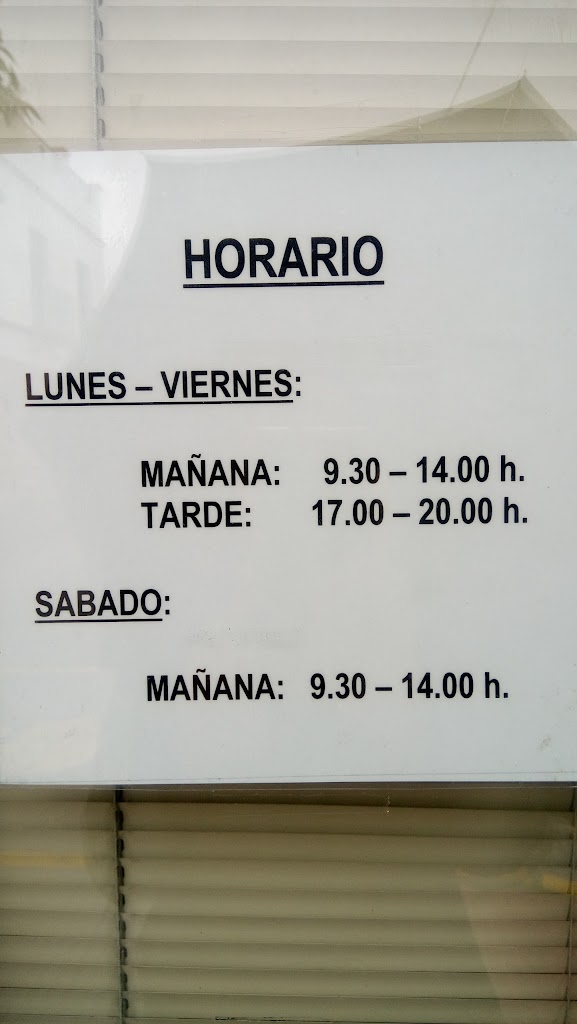 HORARIO
LUNES – VIERNES:
MAÑANA: 9.30 – 14.00 h.
TARDE: 17.00 – 20.00 h.
SABADO:
MAÑANA: 9.30 – 14.00 h.